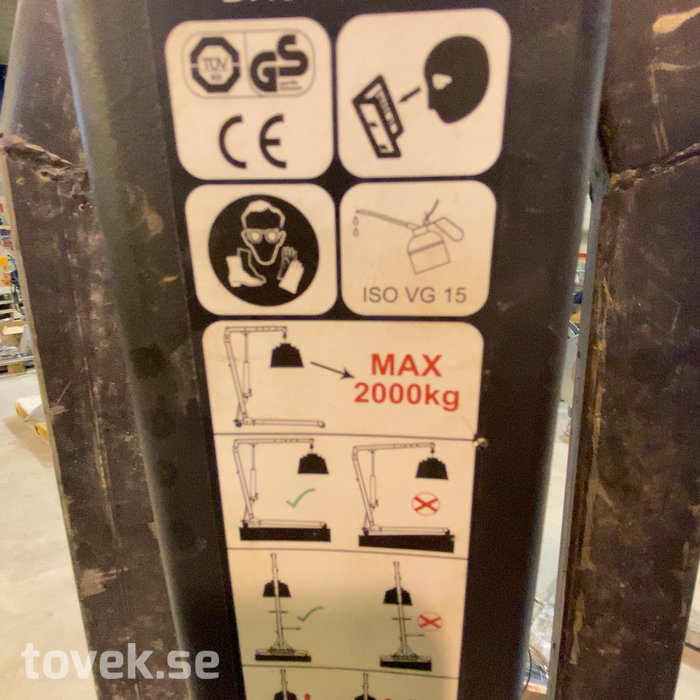 TÜV
GS
CE
ISO VG 15
MAX
2000kg
tovek.se